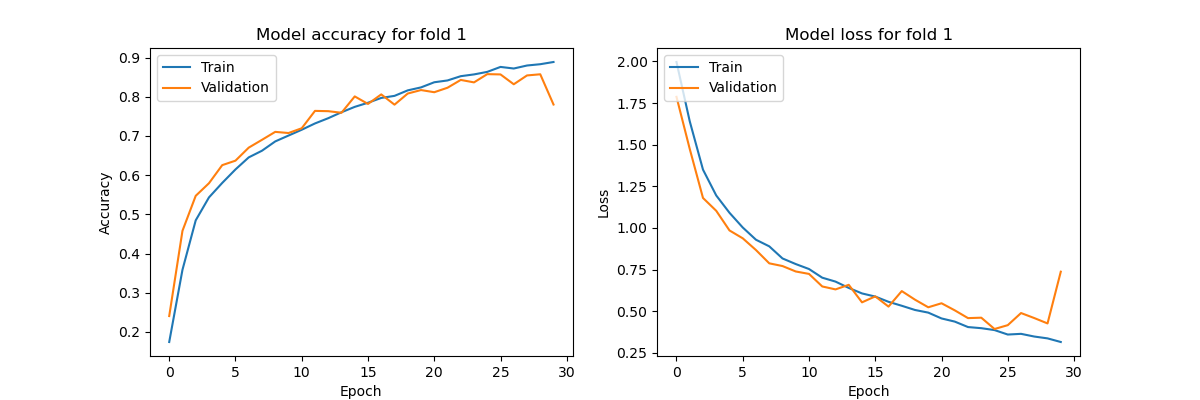 Model accuracy for fold 1
Train
Validation
0.9
0.8
0.7
0.6
0.5
0.4
0.3
0.2
Accuracy
0 5 10 15 20 25 30
Epoch
Model loss for fold 1
Train
Validation
2.00
1.75
1.50
1.25
1.00
0.75
0.50
0.25
Loss
0 5 10 15 20 25 30
Epoch